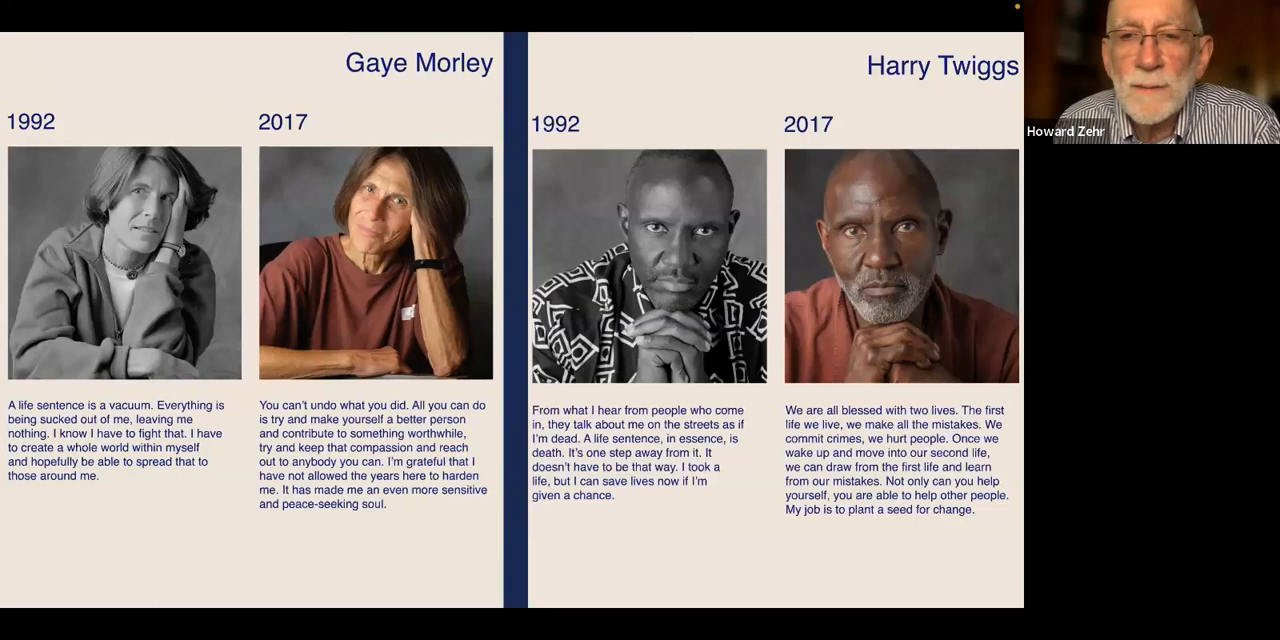 Gaye Morley
1992
2017
A life sentence is a vacuum. Everything is
being sucked out of me, leaving me
nothing. I know I have to fight that. I have
to create a whole world within myself
and hopefully be able to spread that to
those around me.
You can't undo what you did. All you can do
is try and make yourself a better person
and contribute to something worthwhile,
try and keep that compassion and reach
out to anybody you can. I'm grateful that I
have not allowed the years here to harden
me. It has made me an even more sensitive
and peace-seeking soul.
Harry Twiggs
1992
2017
From what I hear from people who come
in, they talk about me on the streets as if
I'm dead. A life sentence, in essence, is
death. It's one step away from it. It
doesn't have to be that way. I took a
life, but I can save lives now if I'm
given a chance.
We are all blessed with two lives. The first
life we live, we make all the mistakes. We
commit crimes, we hurt people. Once we
wake up and move into our second life,
we can draw from the first life and learn
from our mistakes. Not only can you help
yourself, you are able to help other people.
My job is to plant a seed for change.
Howard Zehr